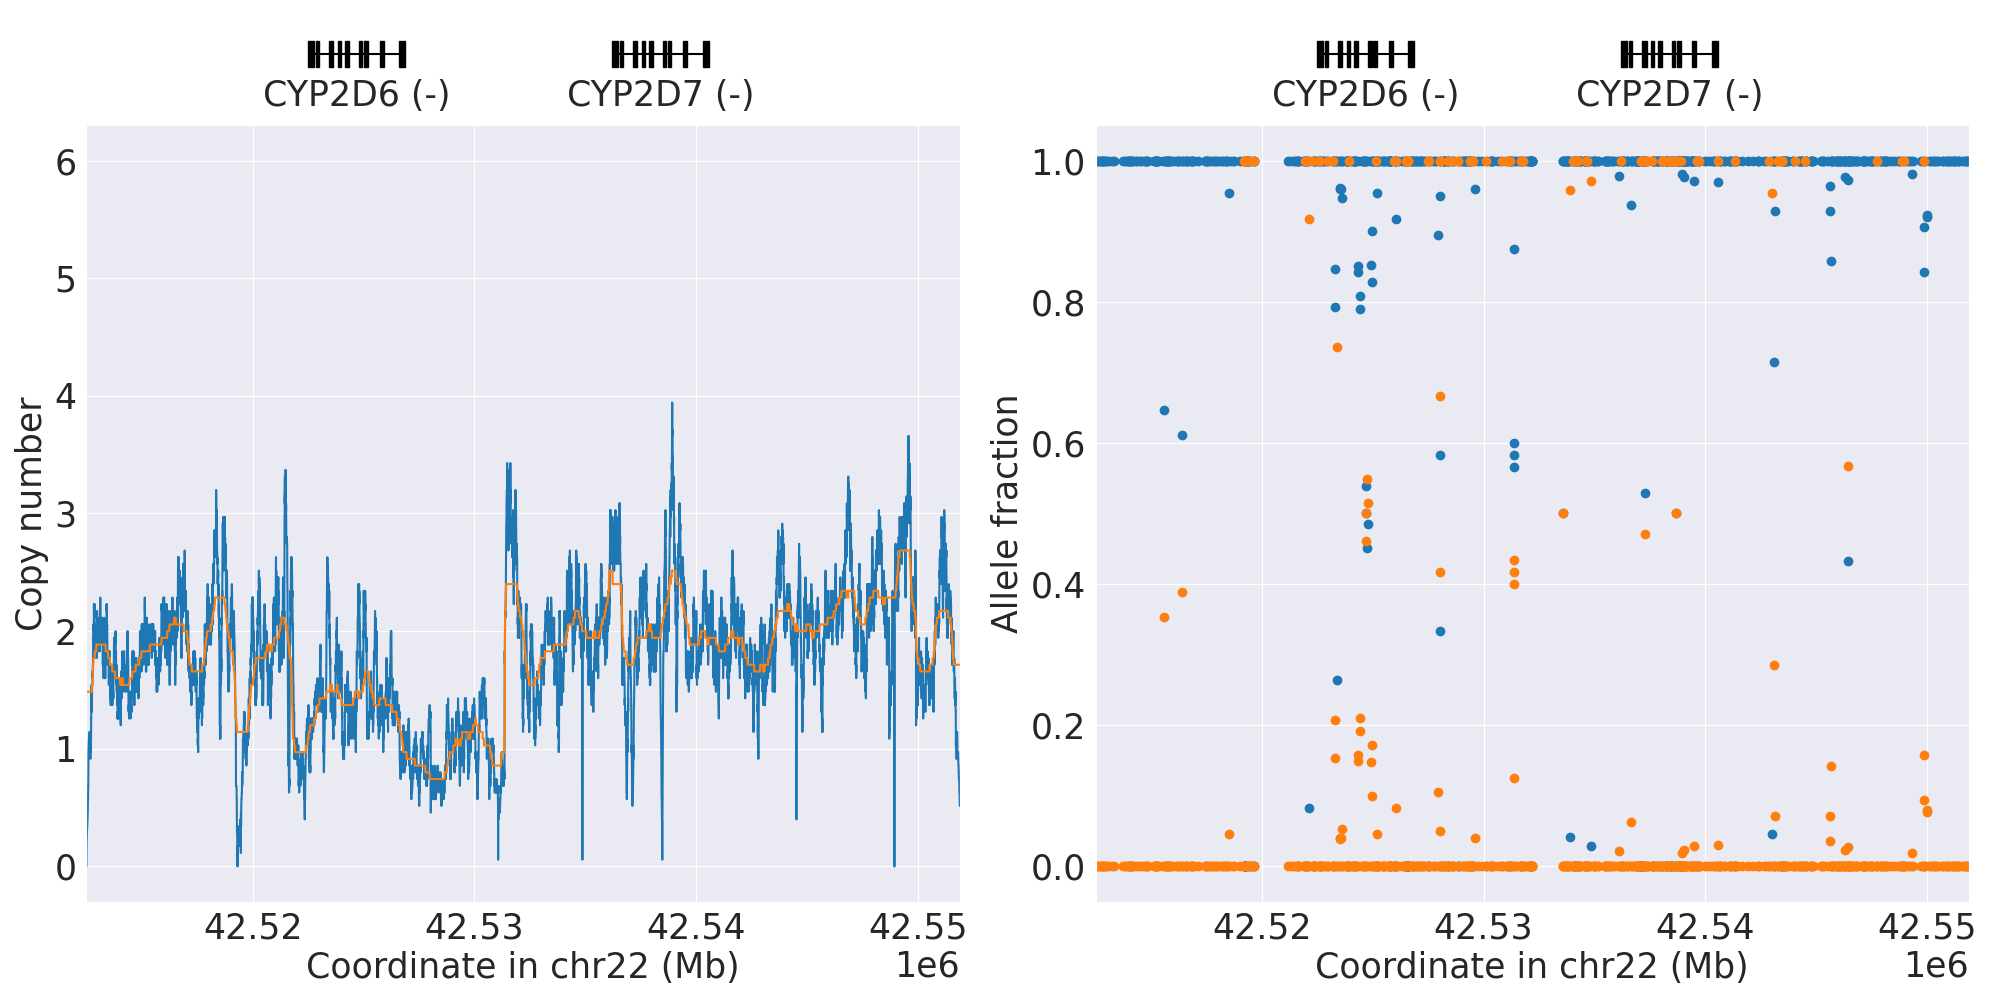 CYP2D6 (-)
CYP2D7 (-)
6
5
4
3
2
1
0
Copy number
42.52
42.53
42.54
42.55
Coordinate in chr22 (Mb)
1e6
CYP2D6 (-)
CYP2D7 (-)
1.0
0.8
0.6
0.4
0.2
0.0
Allele fraction
42.52
42.53
42.54
42.55
Coordinate in chr22 (Mb)
1e6